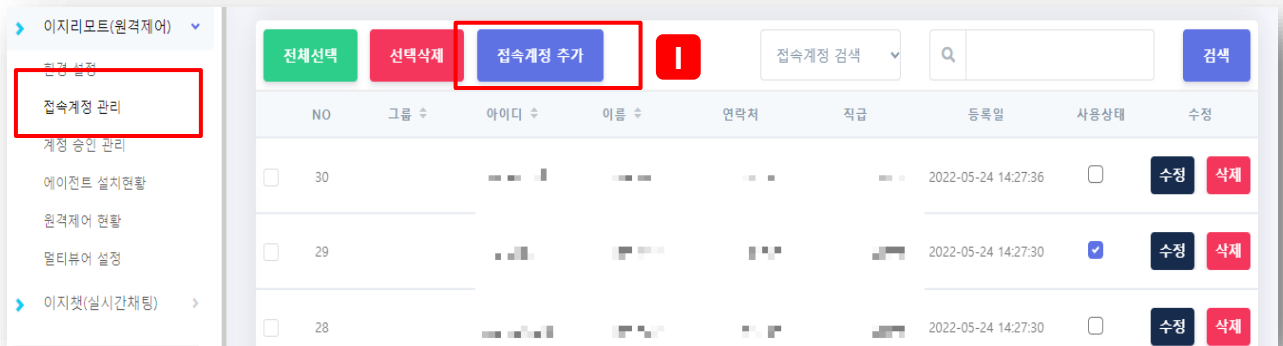 이지리모트(원격제어)
환경 설정
접속계정 관리
계정 승인 관리
에이전트 설치현황
원격제어 현황
멀티뷰어 설정
이지챗(실시간채팅)
전체선택 선택삭제 접속계정 추가 1 접속계정 검색 검색
NO 그룹 아이디 이름 연락처 직급 등록일 사용상태 수정
30 2022-05-24 14:27:36 수정 삭제
29 2022-05-24 14:27:30 수정 삭제
28 2022-05-24 14:27:30 수정 삭제